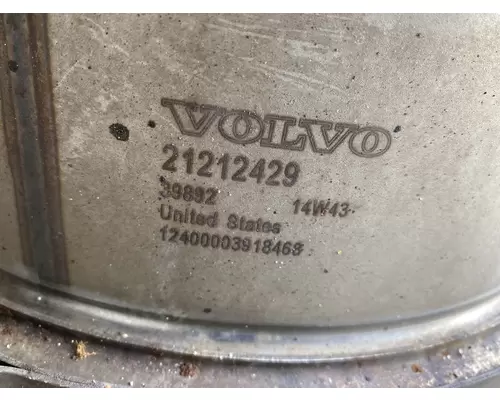 VOLVO
21212429
39892 14W43
United States
12400003918468